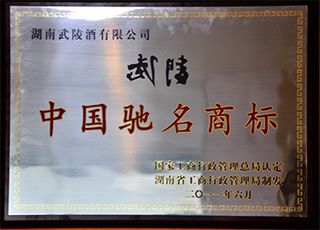 湖南武陵酒有限公司
武陵
中国驰名商标
国家工商行政管理总局认定
湖南省工商行政管理局制发
二〇一一年六月